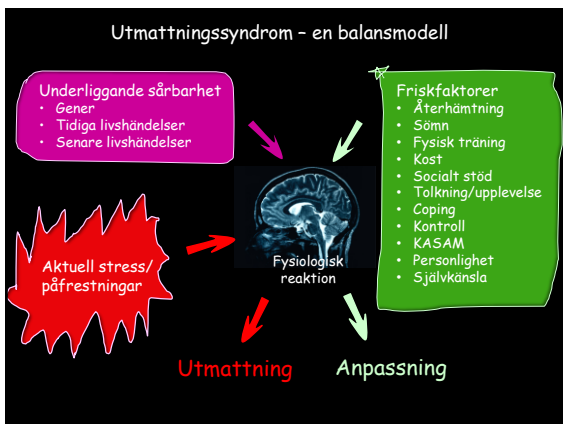 Utmattningssyndrom – en balansmodell
Underliggande sårbarhet
• Gener
• Tidiga livshändelser
• Senare livshändelser
Friskfaktorer
• Återhämtning
• Sömn
• Fysisk träning
• Kost
• Socialt stöd
• Tolkning/upplevelse
• Coping
• Kontroll
• KASAM
• Personlighet
• Självkänsla
Aktuell stress/
påfrestningar
Fysiologisk
reaktion
Utmattning
Anpassning